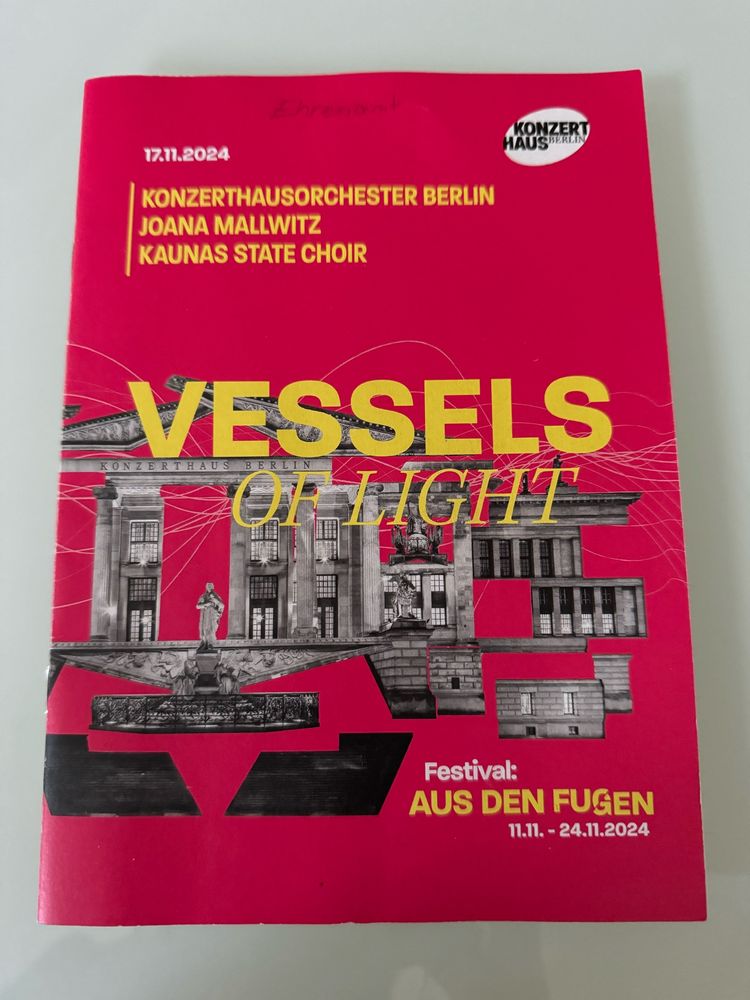 Ehrenamt
KONZERT
HAUS BERLIN
17.11.2024
KONZERTHAUSORCHESTER BERLIN
JOANA MALLWITZ
KAUNAS STATE CHOIR
VESSELS
KONZERTHAUS BERLIN
OF LIGHT
Festival:
AUS DEN FUGEN
11.11. - 24.11.2024